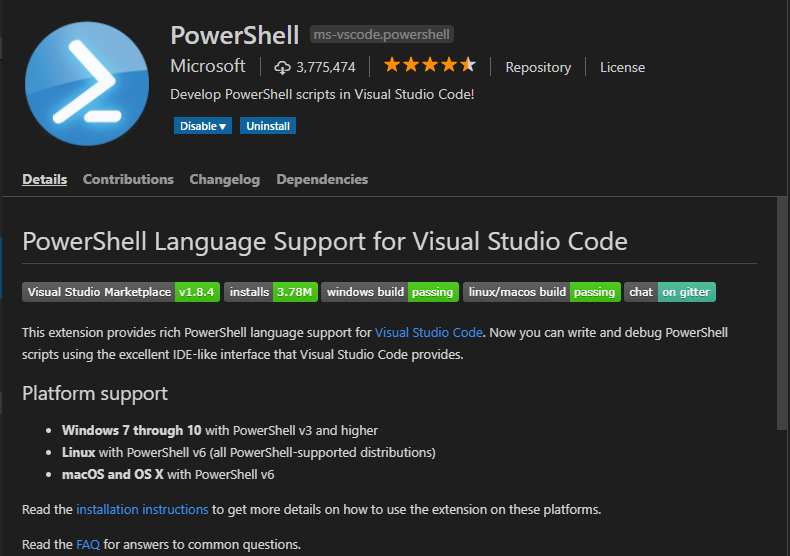 PowerShell ms-vscode.powershell
Microsoft 3,775,474 Repository License
Develop PowerShell scripts in Visual Studio Code!
Disable Uninstall
Details Contributions Changelog Dependencies
PowerShell Language Support for Visual Studio Code
Visual Studio Marketplace v1.8.4 installs 3.78M windows build passing linux/macos build passing chat on gitter
This extension provides rich PowerShell language support for Visual Studio Code. Now you can write and debug PowerShell
scripts using the excellent IDE-like interface that Visual Studio Code provides.
Platform support
• Windows 7 through 10 with PowerShell v3 and higher
• Linux with PowerShell v6 (all PowerShell-supported distributions)
• macOS and OS X with PowerShell v6
Read the installation instructions to get more details on how to use the extension on these platforms.
Read the FAQ for answers to common questions.